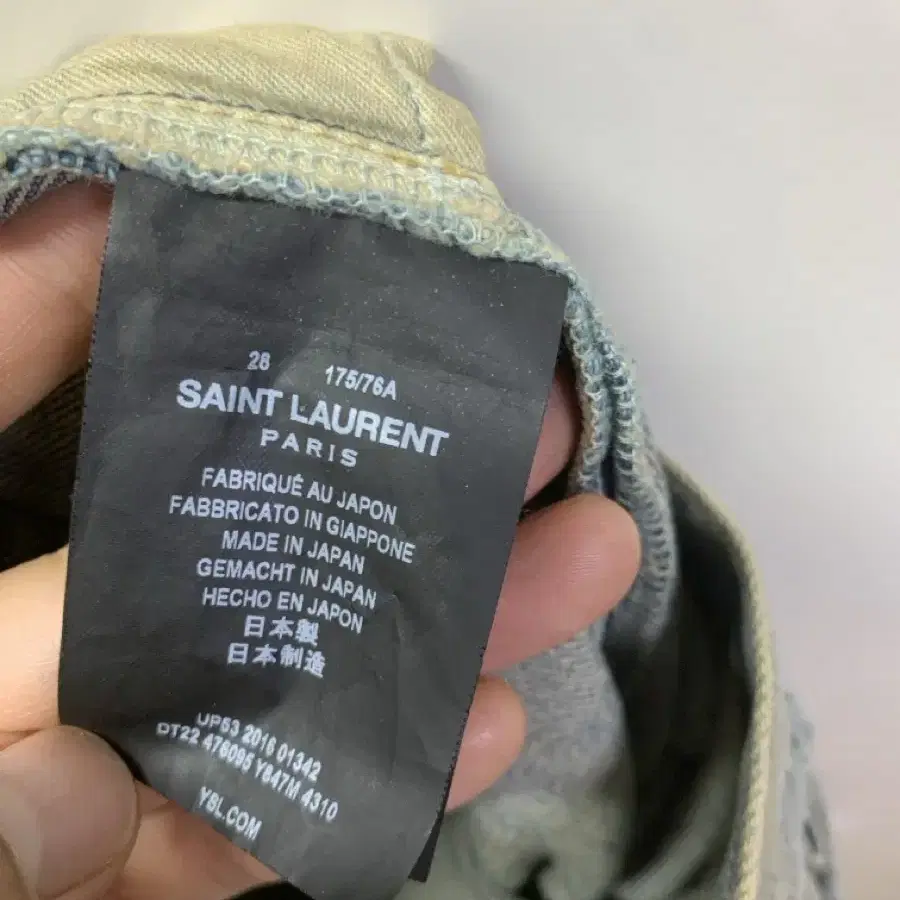 28 175/76A
SAINT LAURENT
PARIS
FABRIQUÉ AU JAPON
FABBRICATO IN GIAPPONE
MADE IN JAPAN
GEMACHT IN JAPAN
HECHO EN JAPON
日本製
日本制造
UP53 2016 01342
DT22 476095 Y847M 4310
YSL.COM